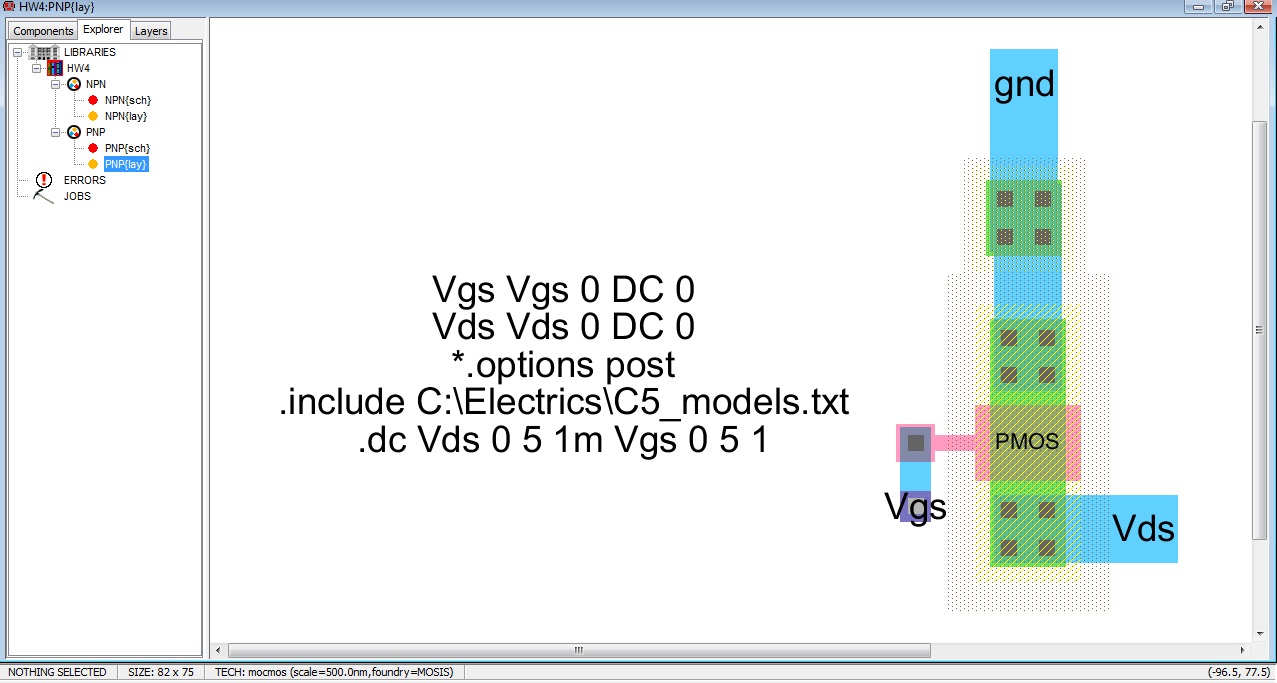 HW4:PNP{lay}
Components Explorer Layers
LIBRARIES
HW4
NPN
NPN{sch}
NPN{lay}
PNP
PNP{sch}
PNP{lay}
ERRORS
JOBS
gnd
Vgs Vgs 0 DC 0
Vds Vds 0 DC 0
*.options post
.include C:\Electrics\C5_models.txt
.dc Vds 0 5 1m Vgs 0 5 1
PMOS
Vgs
Vds
NOTHING SELECTED SIZE: 82 x 75 TECH: mocmos (scale=500.0nm,foundry=MOSIS) (-96.5, 77.5)